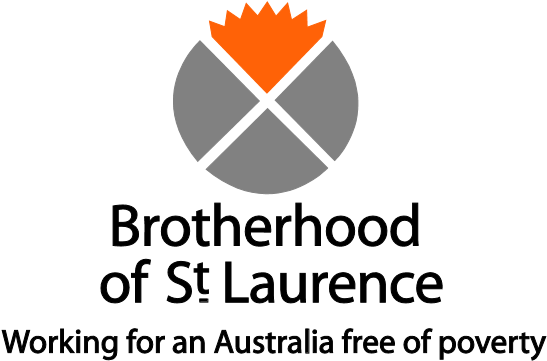 Brotherhood
of St Laurence
Working for an Australia free of poverty